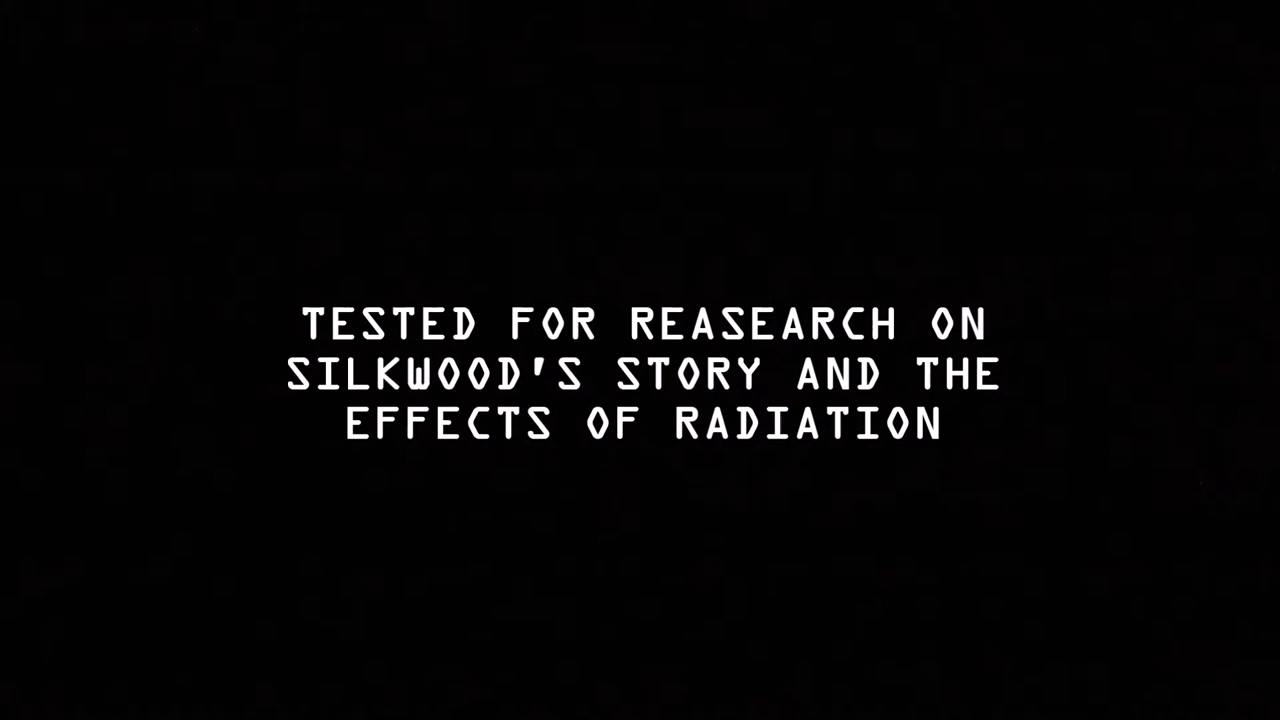 TESTED FOR REASEARCH ON
SILKWOOD'S STORY AND THE
EFFECTS OF RADIATION